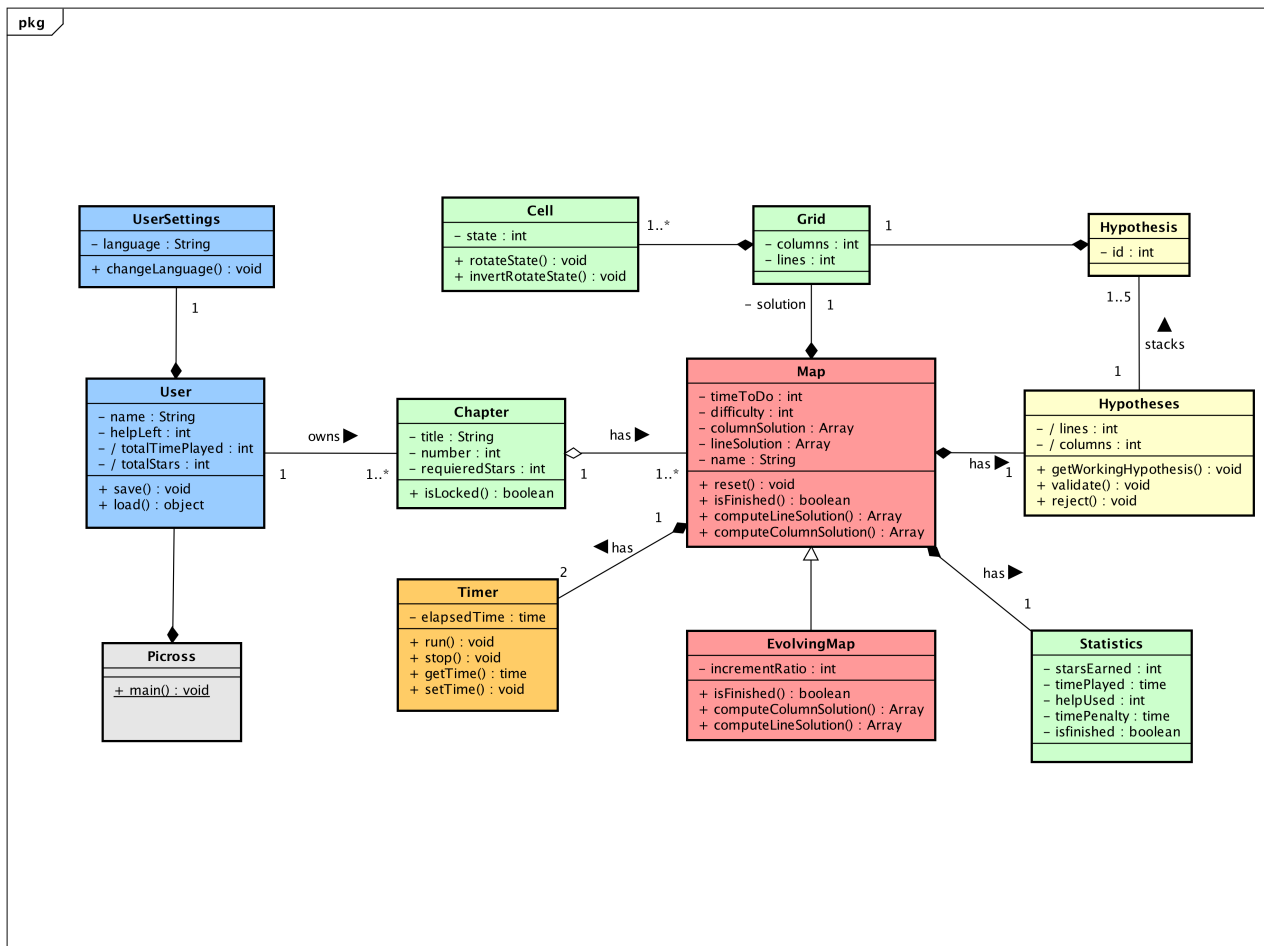 pkg
UserSettings
– language : String
+ changeLanguage() : void
Cell
– state : int
+ rotateState() : void
+ invertRotateState() : void
1..*
Grid
– columns : int
– lines : int
1
Hypothesis
– id : int
1
– solution
1
1..5
stacks
1
User
– name : String
– helpLeft : int
– / totalTimePlayed : int
– / totalStars : int
+ save() : void
+ load() : object
owns
1
1..*
Chapter
– title : String
– number : int
– requieredStars : int
+ isLocked() : boolean
has
1
1..*
Map
– timeToDo : int
– difficulty : int
– columnSolution : Array
– lineSolution : Array
– name : String
+ reset() : void
+ isFinished() : boolean
+ computeLineSolution() : Array
+ computeColumnSolution() : Array
has
1
Hypotheses
– / lines : int
– / columns : int
+ getWorkingHypothesis() : void
+ validate() : void
+ reject() : void
1
has
2
Timer
– elapsedTime : time
+ run() : void
+ stop() : void
+ getTime() : time
+ setTime() : void
has
1
Picross
+ main() : void
EvolvingMap
– incrementRatio : int
+ isFinished() : boolean
+ computeColumnSolution() : Array
+ computeLineSolution() : Array
Statistics
– starsEarned : int
– timePlayed : time
– helpUsed : int
– timePenalty : time
– isfinished : boolean